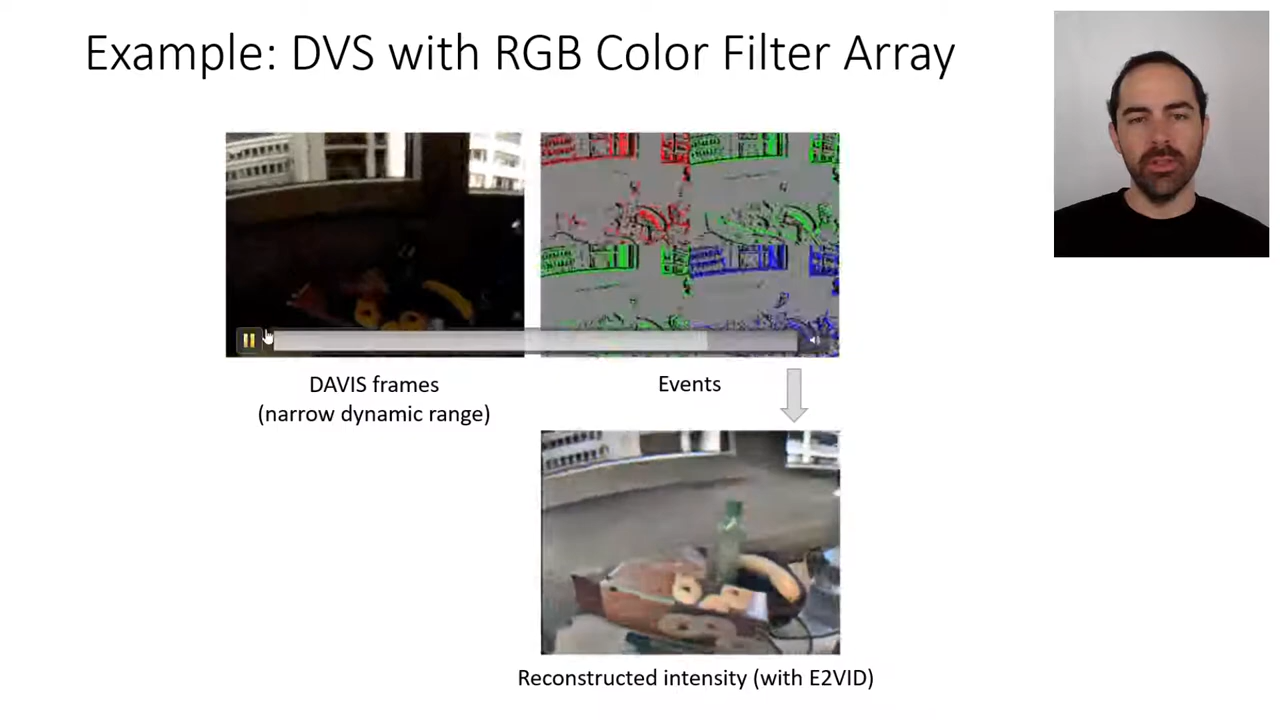 Example: DVS with RGB Color Filter Array
DAVIS frames
(narrow dynamic range)
Events
Reconstructed intensity (with E2VID)